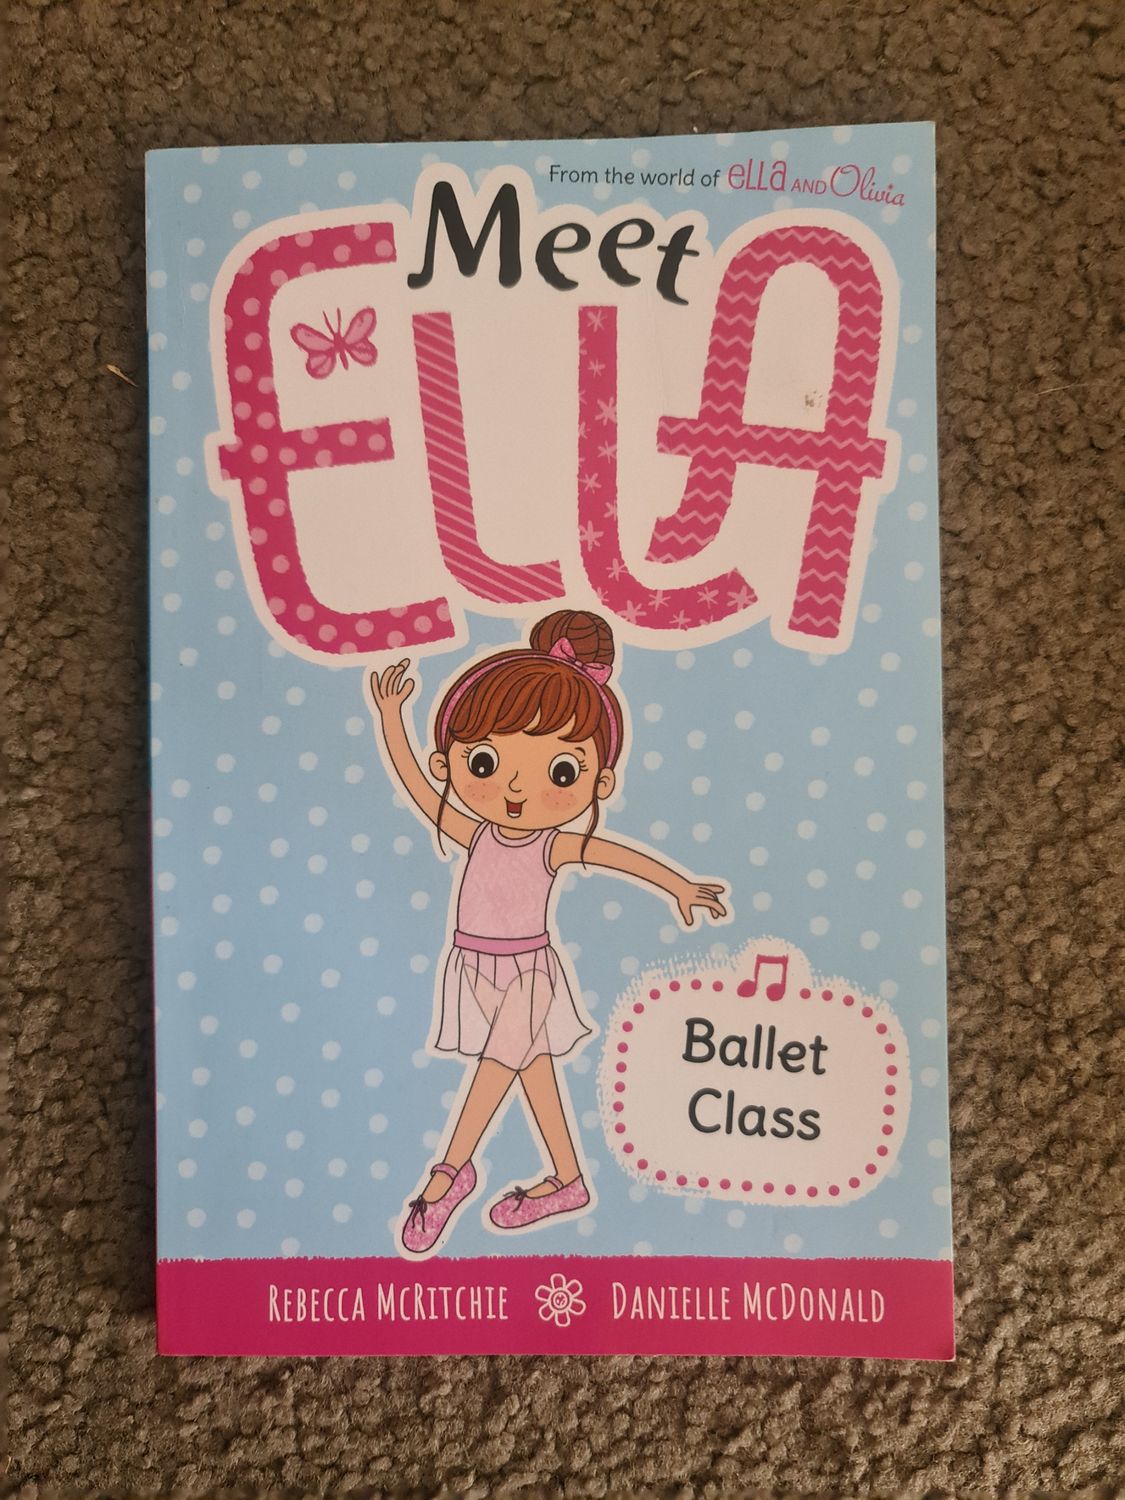 From the world of ella AND Olivia
Meet
ELLA
Ballet
Class
REBECCA MCRITCHIE DANIELLE MCDONALD